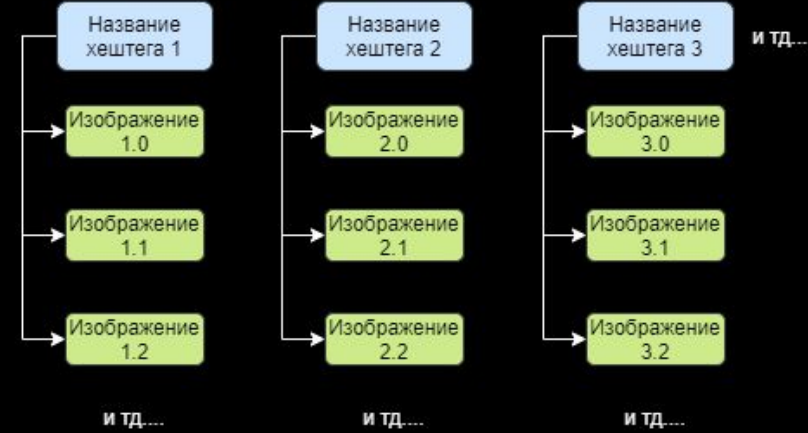 Название
хештега 1
Название
хештега 2
Название
хештега 3
и тд...
Изображение
1.0
Изображение
2.0
Изображение
3.0
Изображение
1.1
Изображение
2.1
Изображение
3.1
Изображение
1.2
Изображение
2.2
Изображение
3.2
и тд....
и тд....
и тд....